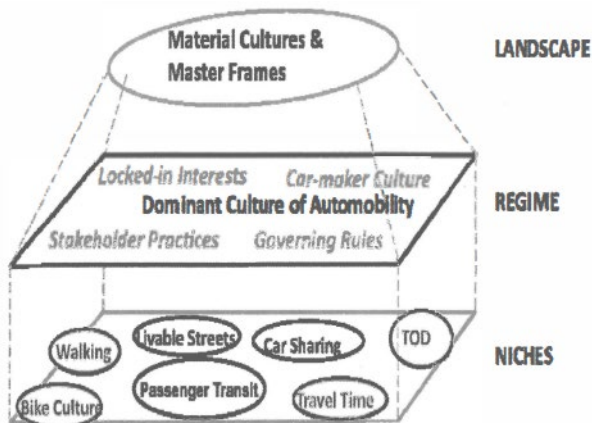 Material Cultures &
Master Frames
LANDSCAPE
Locked-in Interests
Car-maker Culture
Dominant Culture of Automobility
REGIME
Stakeholder Practices
Governing Rules
Livable Streets
Car Sharing
TOD
Walking
NICHES
Passenger Transit
Bike Culture
Travel Time